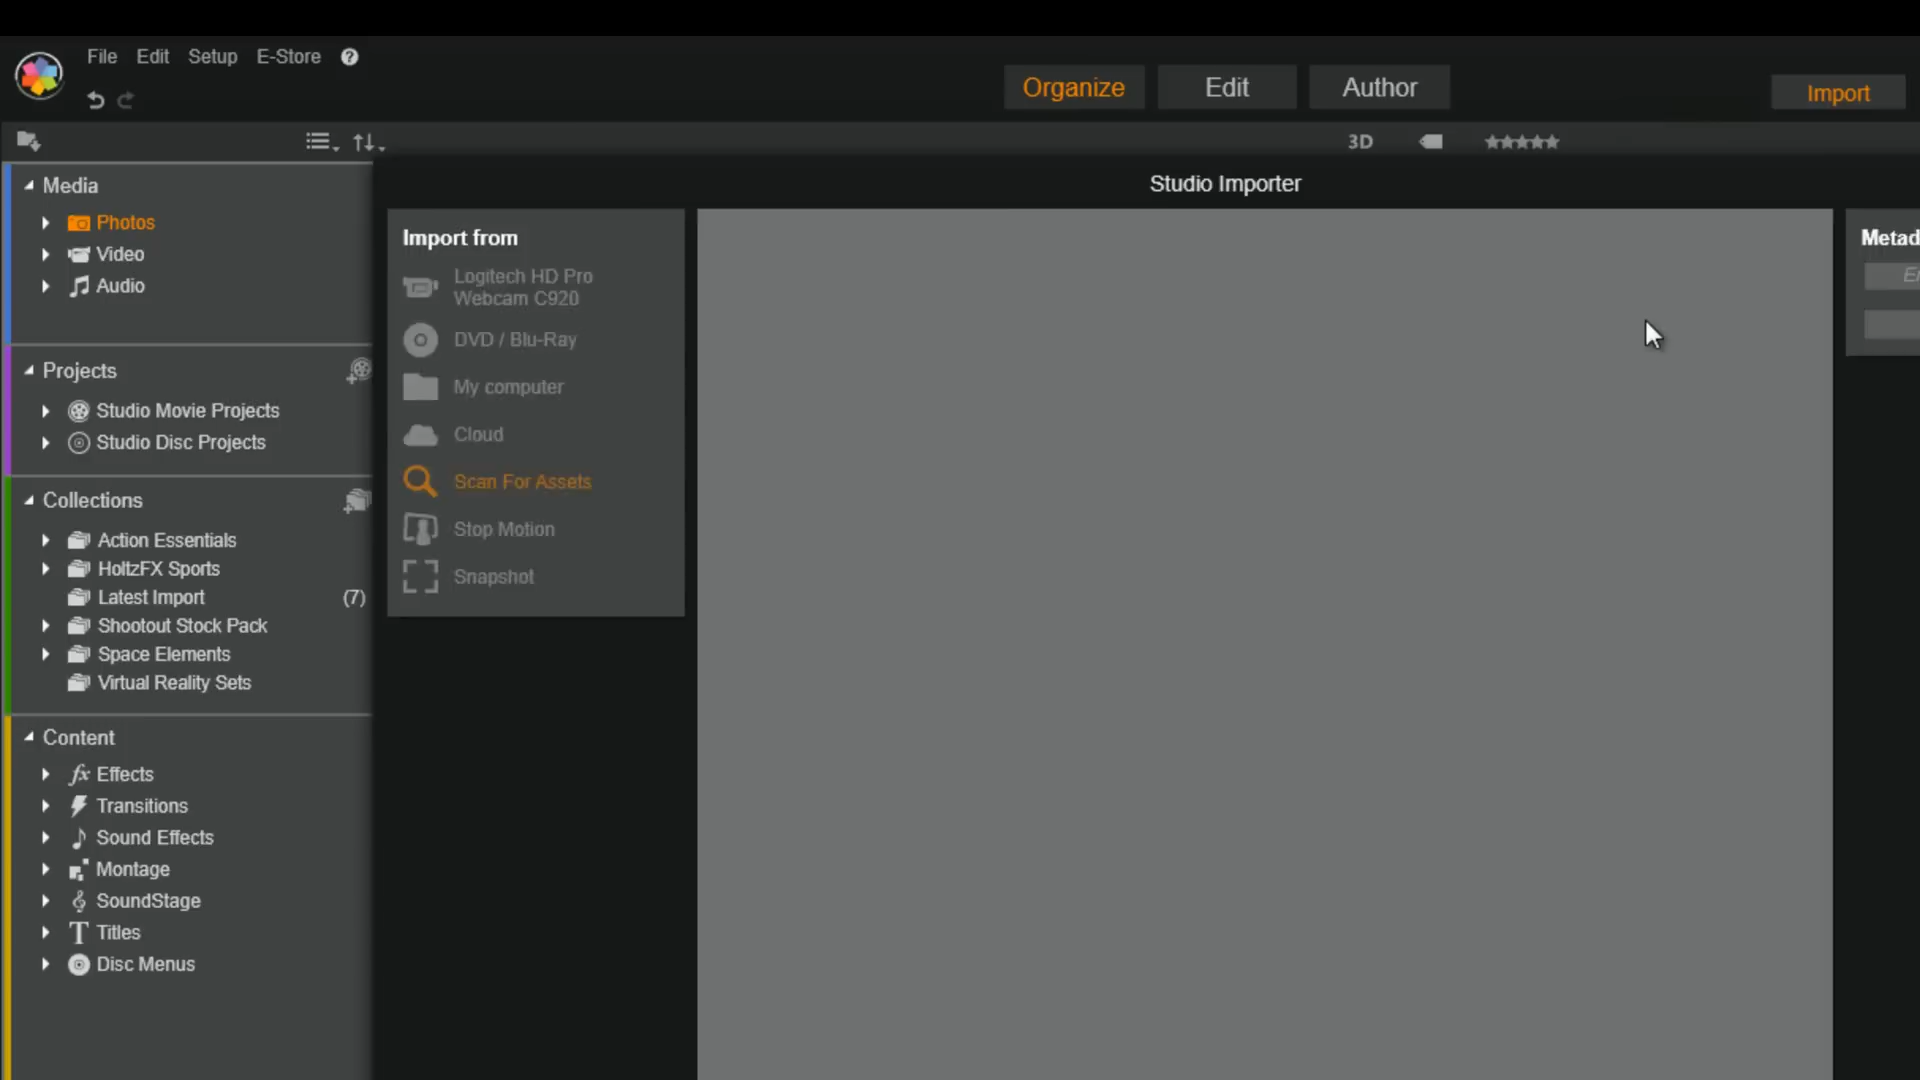 File Edit Setup E-Store ?
Organize Edit Author Import
3D
Media
Photos
Video
Audio
Projects
Studio Movie Projects
Studio Disc Projects
Collections
Action Essentials
HoltzFX Sports
Latest Import (7)
Shootout Stock Pack
Space Elements
Virtual Reality Sets
Content
fx Effects
Transitions
Sound Effects
Montage
SoundStage
T Titles
Disc Menus
Studio Importer
Import from
Logitech HD Pro
Webcam C920
DVD / Blu-Ray
My computer
Cloud
Scan For Assets
Stop Motion
Snapshot
Metad